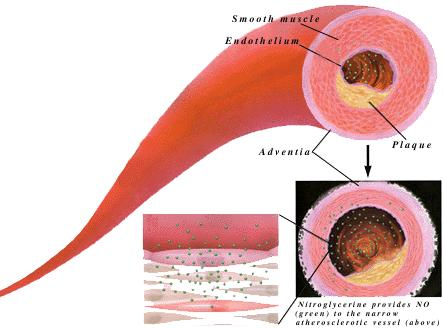 Smooth muscle
Endothelium
Adventia
Plaque
Nitroglycerine provides NO
(green) to the narrow
atherosclerotic vessel (above)